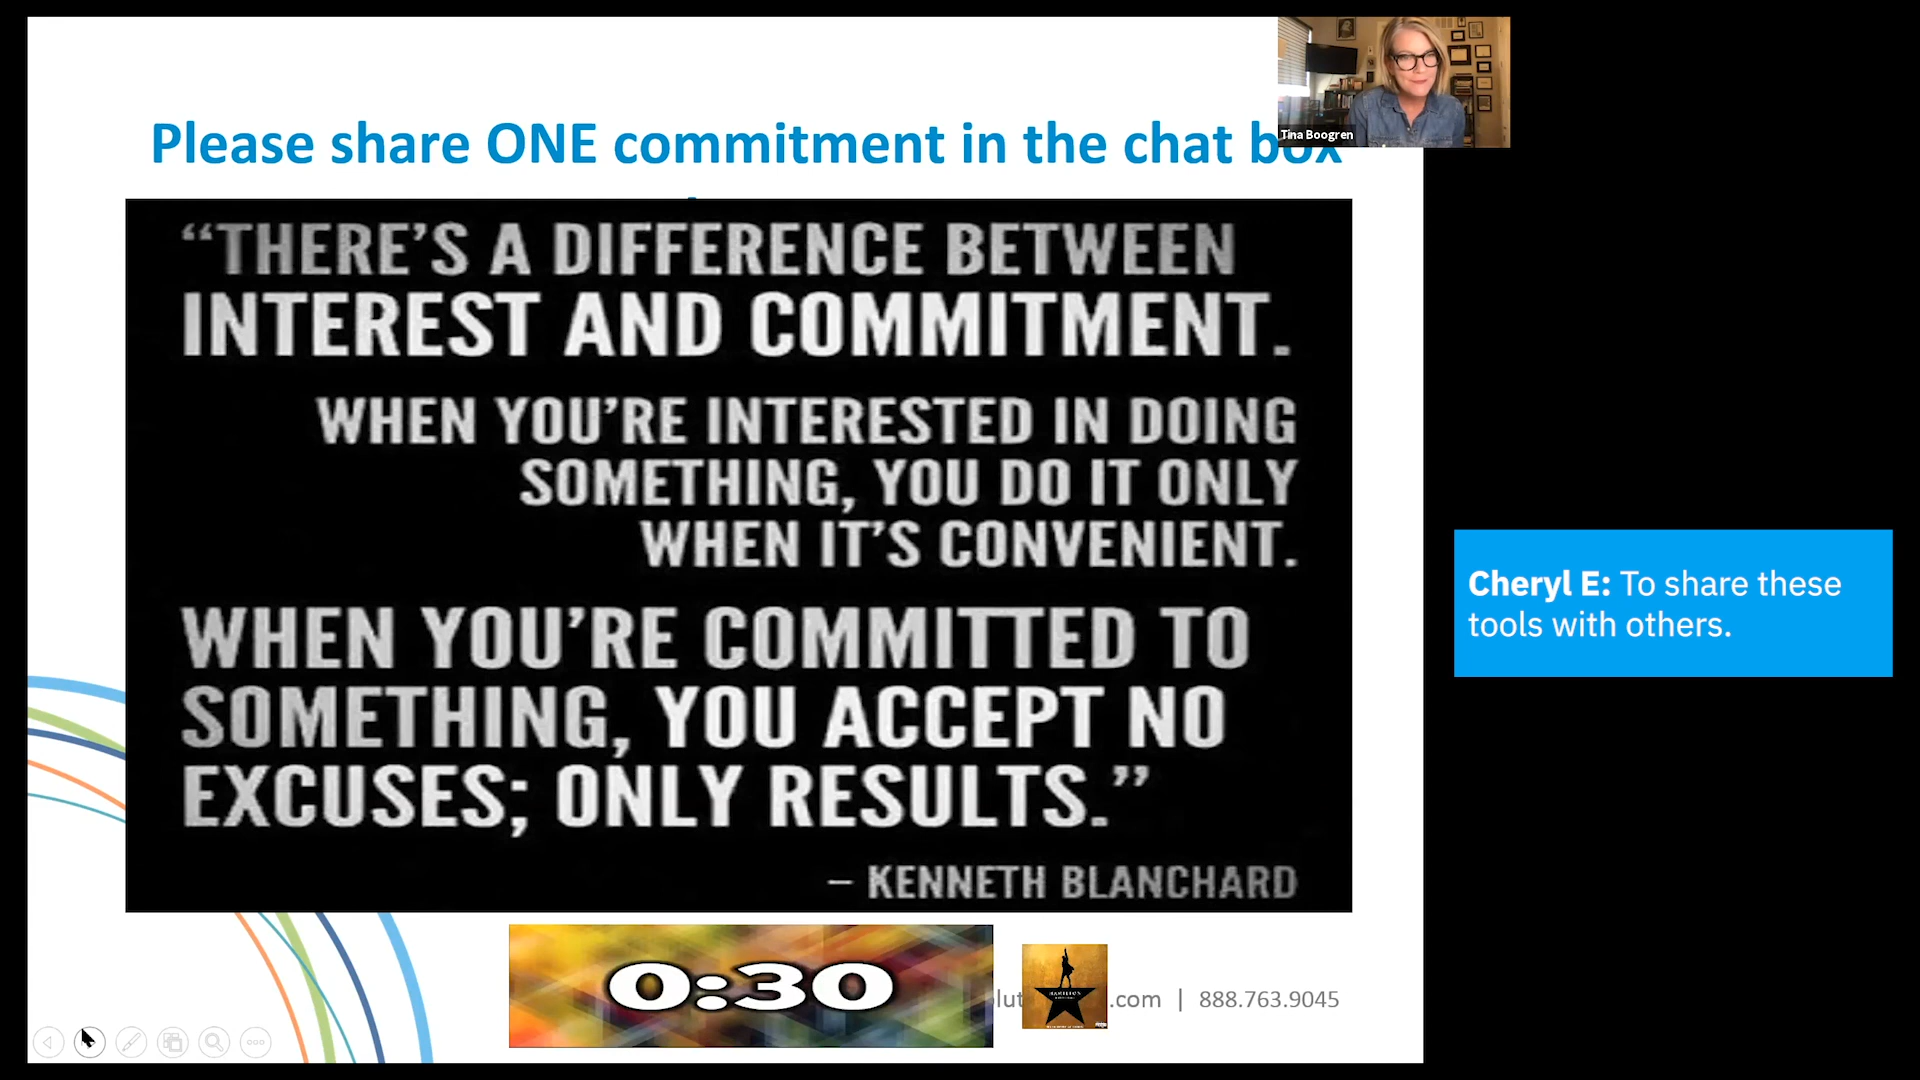 Please share ONE commitment in the chat box
Tina Boogren
“THERE’S A DIFFERENCE BETWEEN
INTEREST AND COMMITMENT.
WHEN YOU’RE INTERESTED IN DOING
SOMETHING, YOU DO IT ONLY
WHEN IT’S CONVENIENT.
WHEN YOU’RE COMMITTED TO
SOMETHING, YOU ACCEPT NO
EXCUSES; ONLY RESULTS.”
– KENNETH BLANCHARD
Cheryl E: To share these
tools with others.
0:30
HAMILTON
.com | 888.763.9045